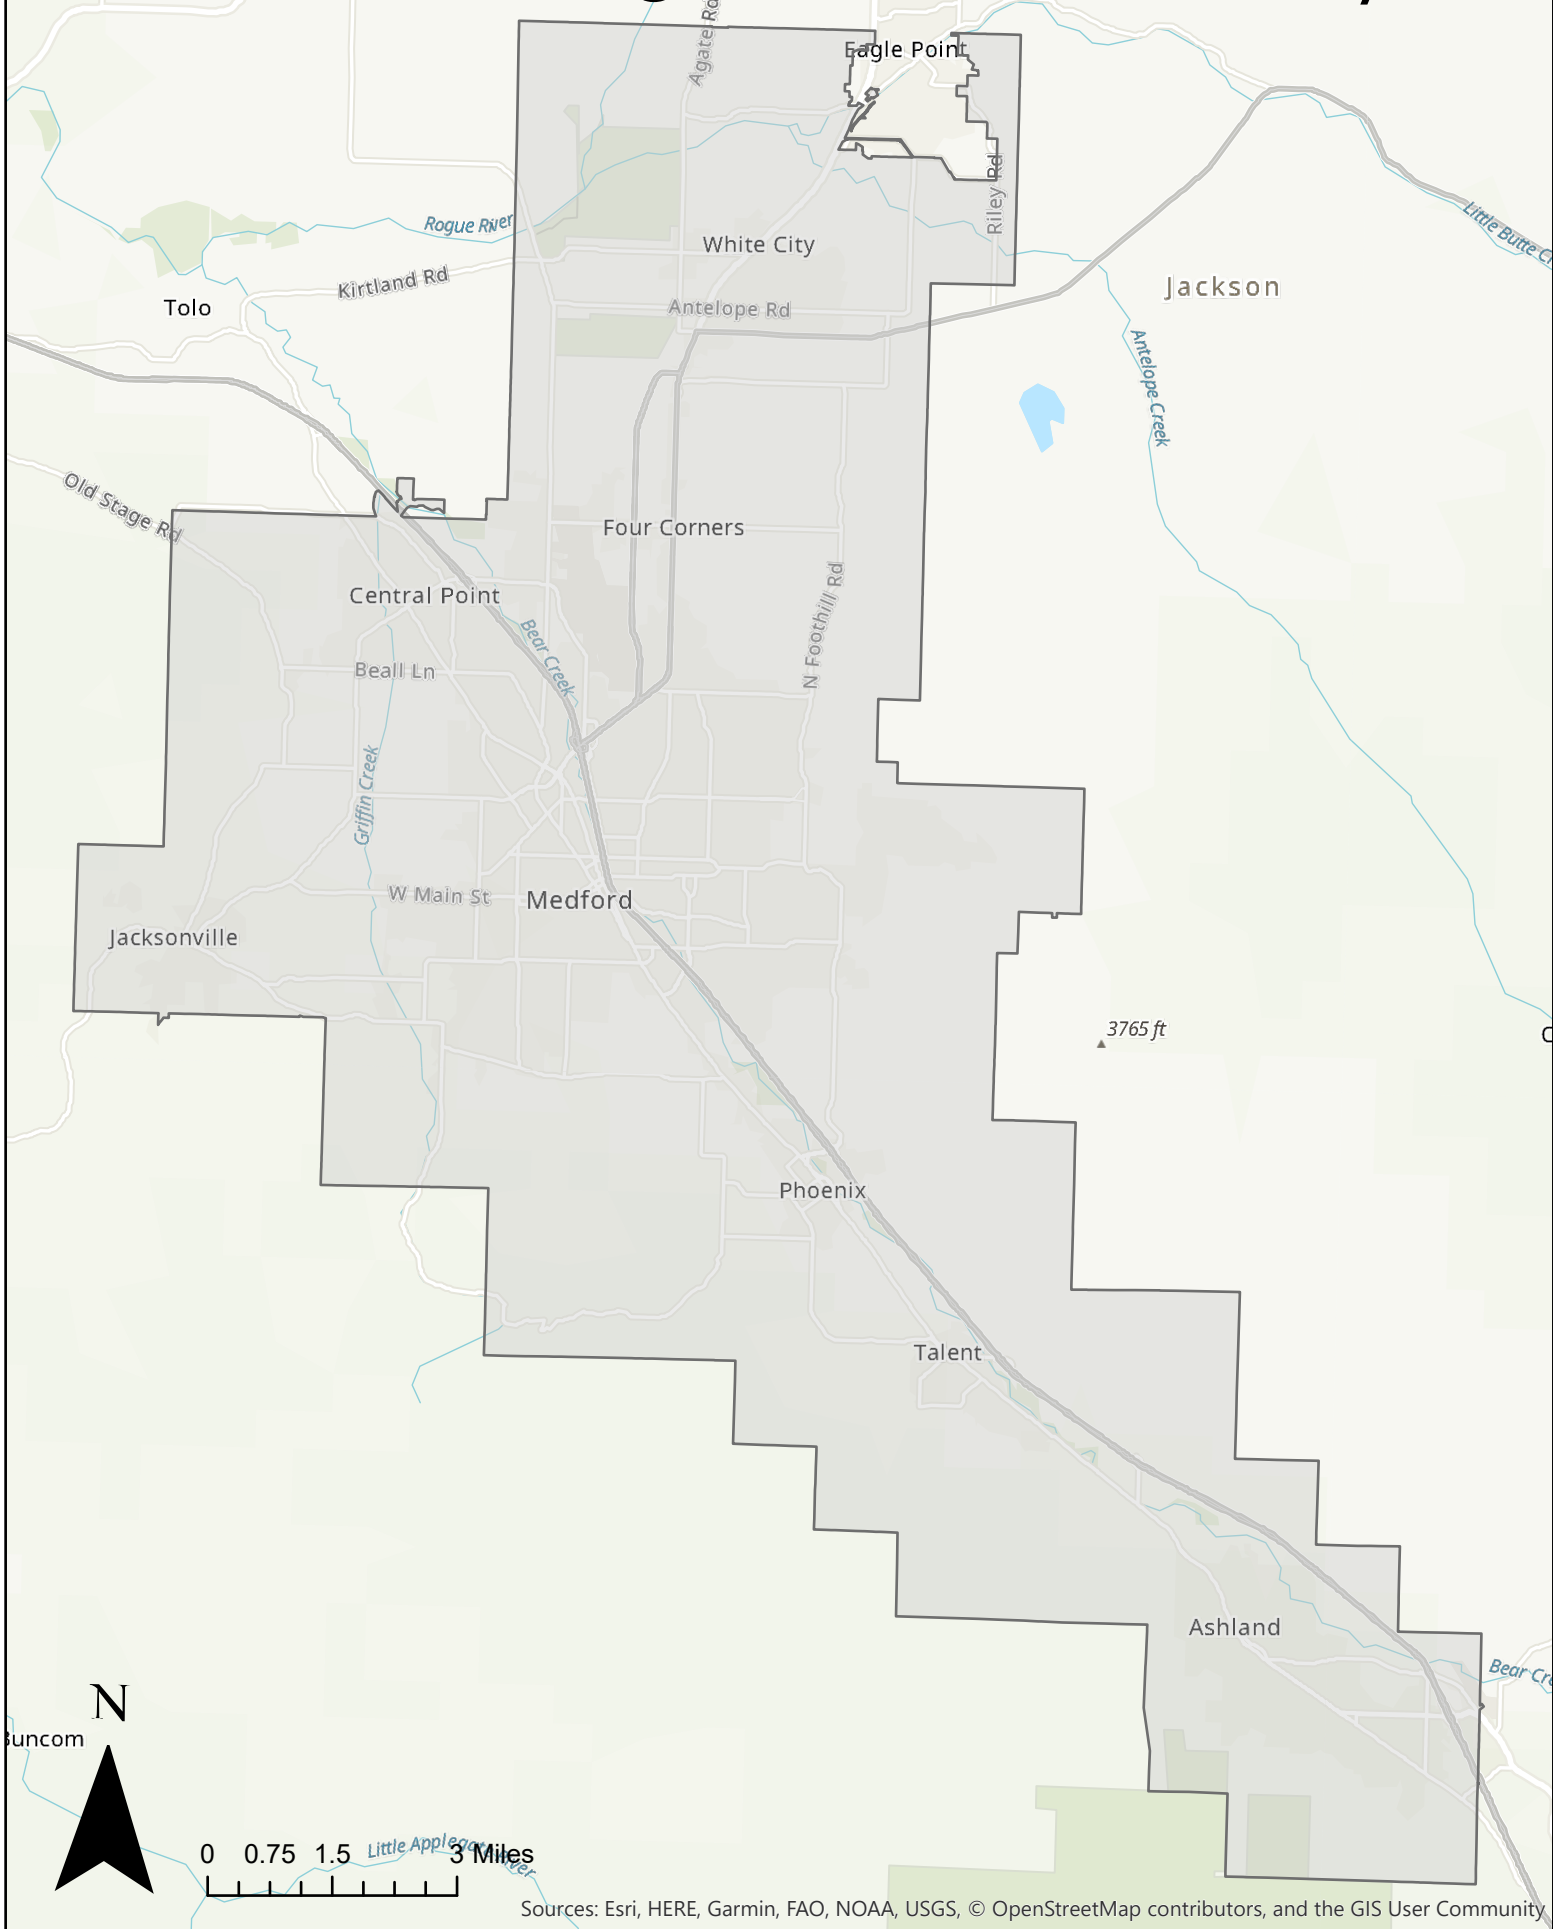 Agate Rd
Eagle Point
Riley Rd
Rogue River
White City
Little Butte
Kirtland Rd
Jackson
Tolo
Antelope Rd
Antelope Creek
Old Stage Rd
Four Corners
N Foothill Rd
Central Point
Bear Creek
Beall Ln
Griffin Creek
W Main St
Medford
Jacksonville
3765 ft
Phoenix
Talent
Ashland
Bear
N
Buncom
0 0.75 1.5 3 Miles
Little Applegate River
Sources: Esri, HERE, Garmin, FAO, NOAA, USGS, © OpenStreetMap contributors, and the GIS User Community